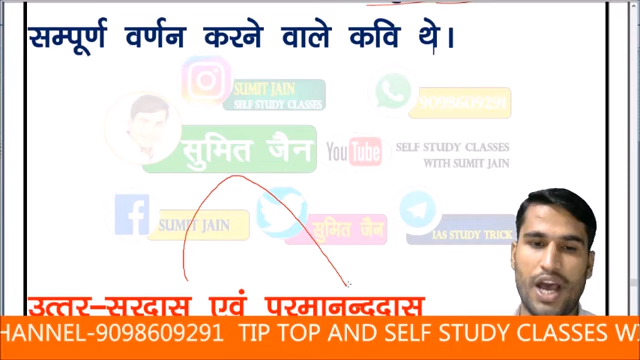 सम्पूर्ण वर्णन करने वाले कवि थे।
SUMIT JAIN
SELF STUDY CLASSES
9098609291
सुमित जैन
YouTube
SELF STUDY CLASSES
WITH SUMIT JAIN
SUMIT JAIN
सुमित जैन
IAS STUDY TRICK
उत्तर–सूरदास एवं परमानन्ददास
HANNEL-9098609291 TIP TOP AND SELF STUDY CLASSES W